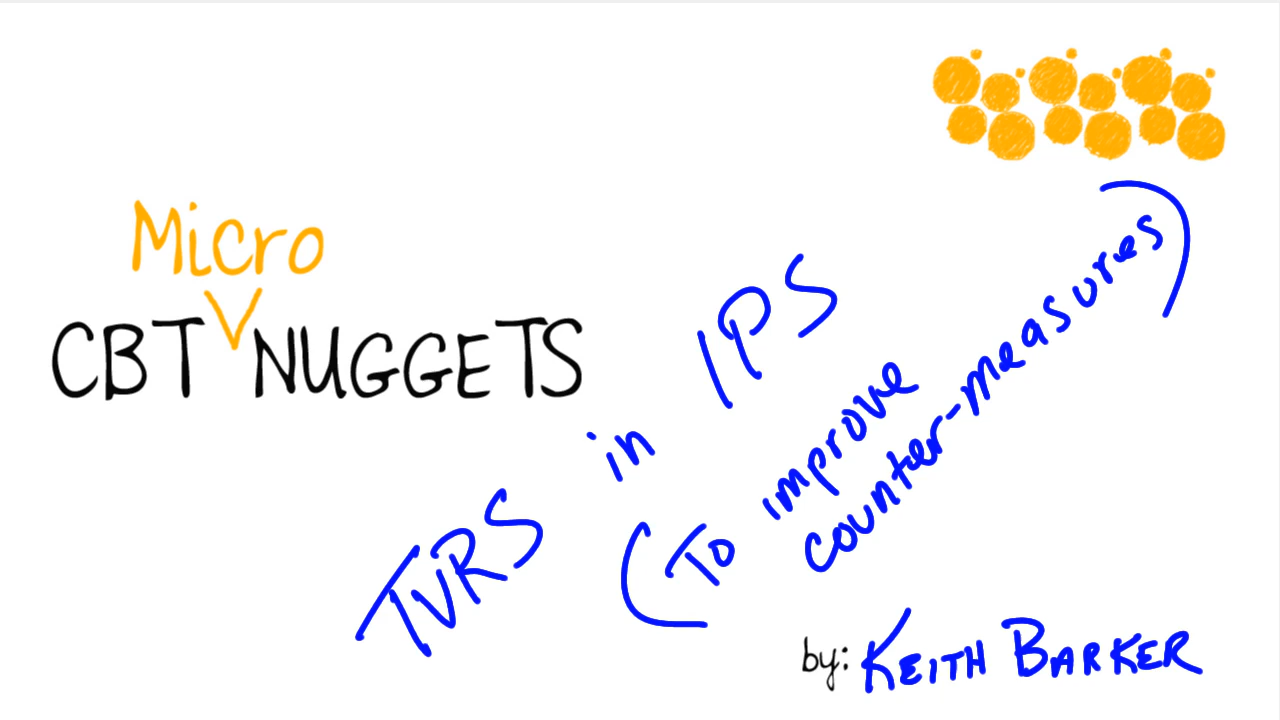 Micro
CBT NUGGETS
TVRS in IPS
(To improve
counter-measures)
by: KEITH BARKER